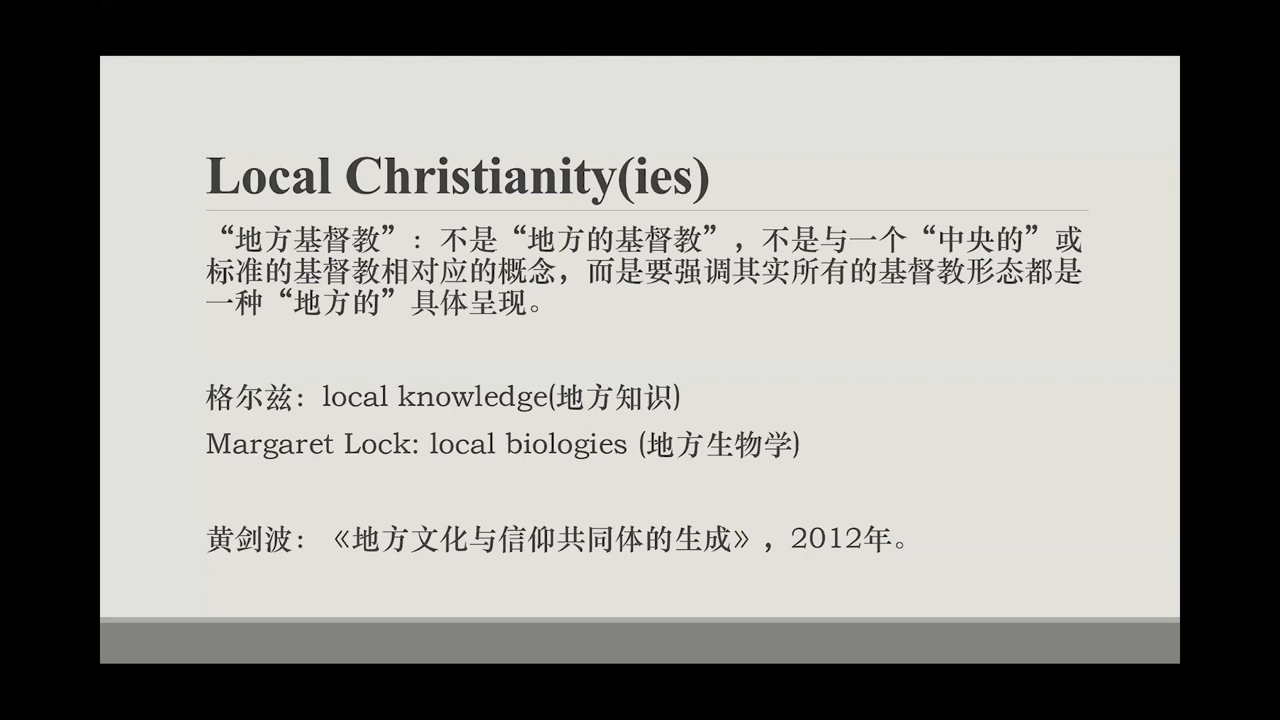 Local Christianity(ies)
“地方基督教”：不是“地方的基督教”，不是与一个“中央的”或
标准的基督教相对应的概念，而是要强调其实所有的基督教形态都是
一种“地方的”具体呈现。
格尔兹：local knowledge(地方知识)
Margaret Lock: local biologies (地方生物学)
黄剑波：《地方文化与信仰共同体的生成》，2012年。